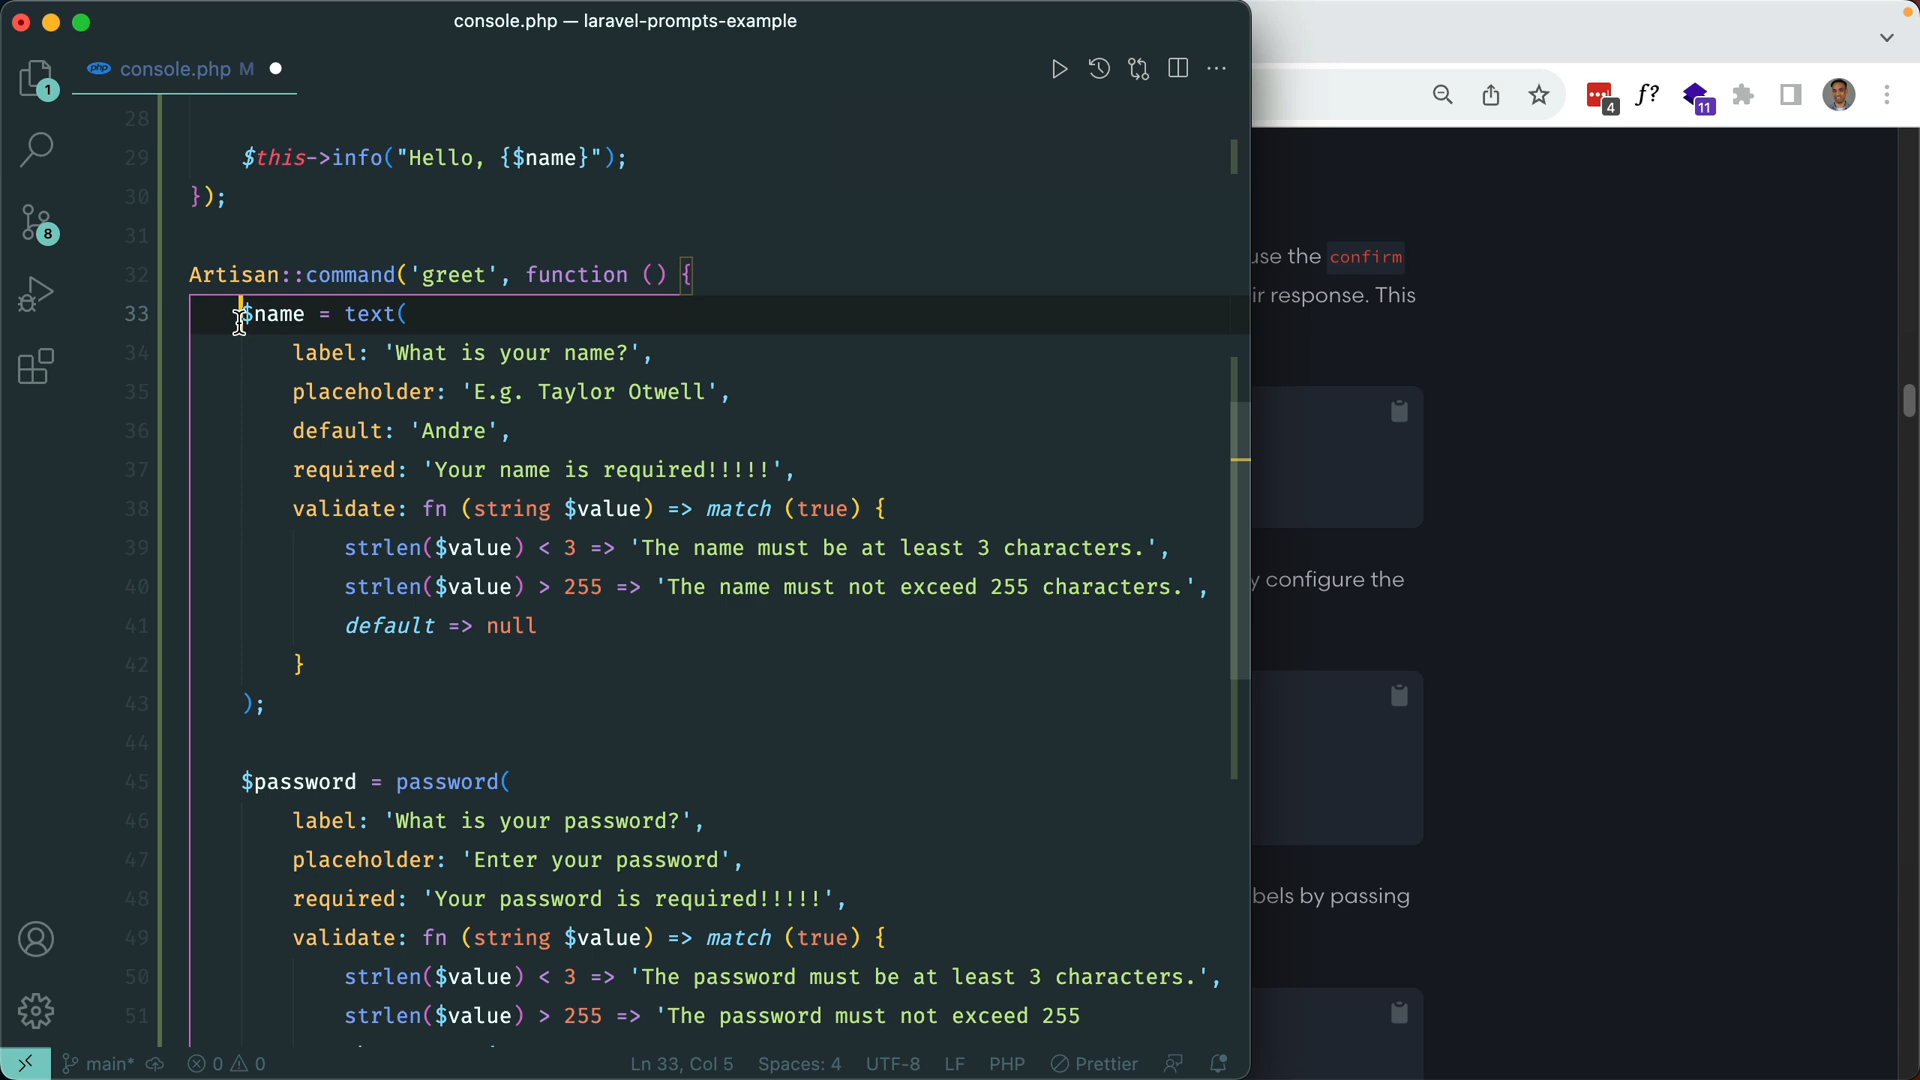 console.php — laravel-prompts-example
console.php M
1
8
28
29 $this->info("Hello, {$name}");
30 });
31
32 Artisan::command('greet', function () {
33 $name = text(
34 label: 'What is your name?',
35 placeholder: 'E.g. Taylor Otwell',
36 default: 'Andre',
37 required: 'Your name is required!!!!!',
38 validate: fn (string $value) => match (true) {
39 strlen($value) < 3 => 'The name must be at least 3 characters.',
40 strlen($value) > 255 => 'The name must not exceed 255 characters.',
41 default => null
42 }
43 );
44
45 $password = password(
46 label: 'What is your password?',
47 placeholder: 'Enter your password',
48 required: 'Your password is required!!!!!',
49 validate: fn (string $value) => match (true) {
50 strlen($value) < 3 => 'The password must be at least 3 characters.',
51 strlen($value) > 255 => 'The password must not exceed 255
main* 0 0 Ln 33, Col 5 Spaces: 4 UTF-8 LF PHP Prettier
4 f? 11
use the confirm
ir response. This
y configure the
bels by passing